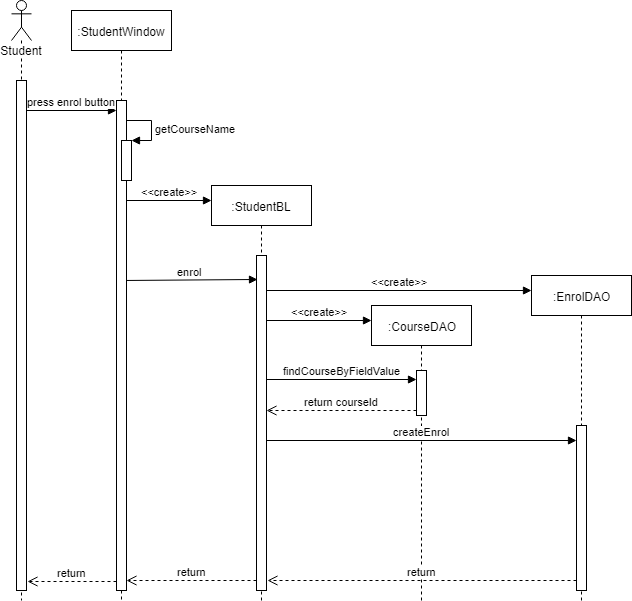 :StudentWindow
Student
press enrol button
getCourseName
<<create>>
:StudentBL
enrol
<<create>>
:EnrolDAO
<<create>>
:CourseDAO
findCourseByFieldValue
return courseId
createEnrol
return
return
return